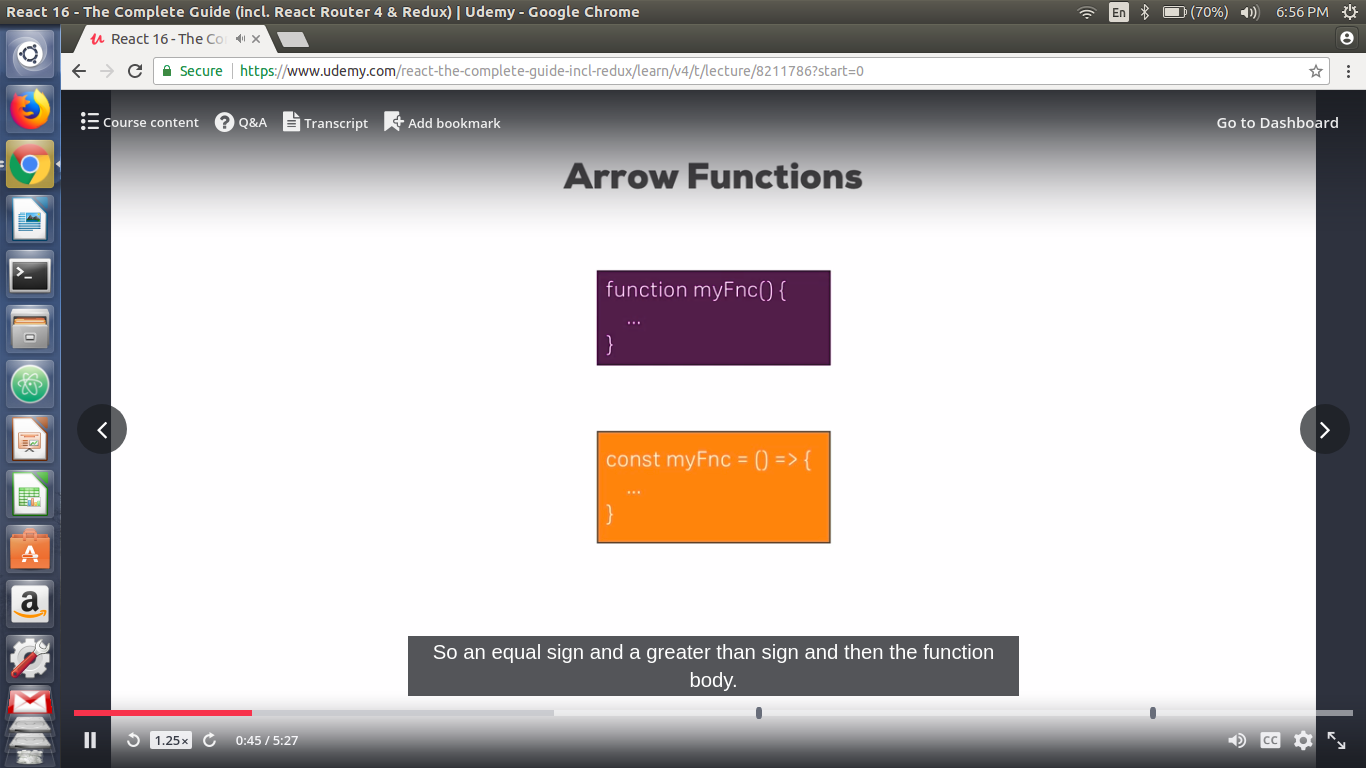 React 16 - The Complete Guide (incl. React Router 4 & Redux) | Udemy - Google Chrome
En
(70%)
6:56 PM
React 16 - The Co
Secure
https://www.udemy.com/react-the-complete-guide-incl-redux/learn/v4/t/lecture/8211786?start=0
Course content
Q&A
Transcript
Add bookmark
Go to Dashboard
Arrow Functions
function myFnc() {
...
}
const myFnc = () => {
...
}
So an equal sign and a greater than sign and then the function
body.
1.25×
0:45 / 5:27
CC